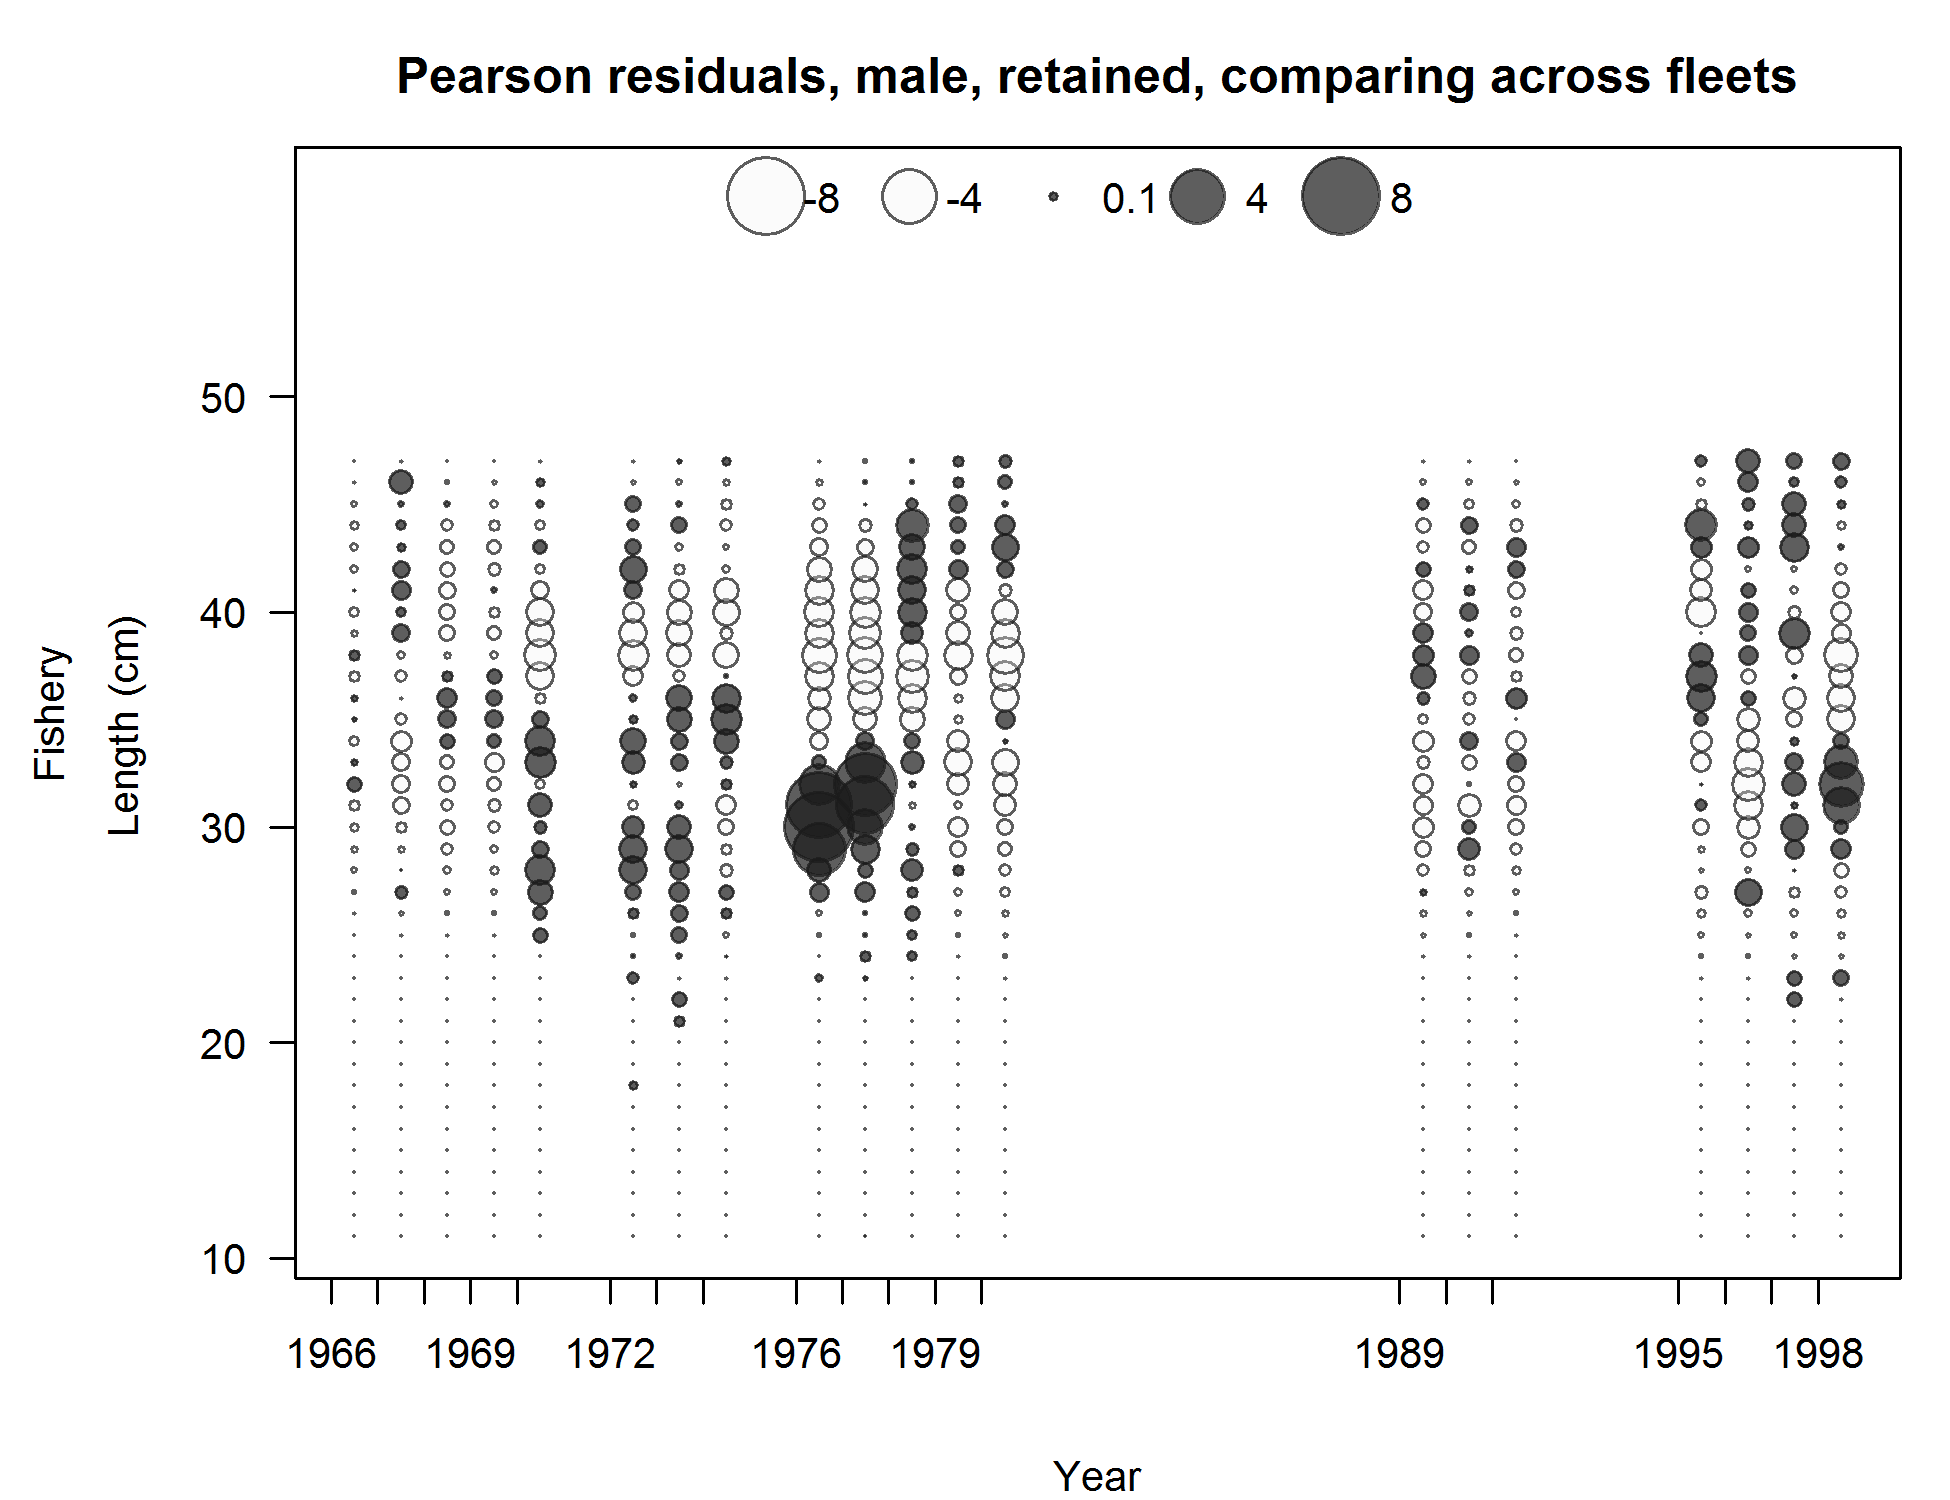 Pearson residuals, male, retained, comparing across fleets
-8 -4 0.1 4 8
50
40
30
20
10
Fishery
Length (cm)
1966 1969 1972 1976 1979 1989 1995 1998
Year